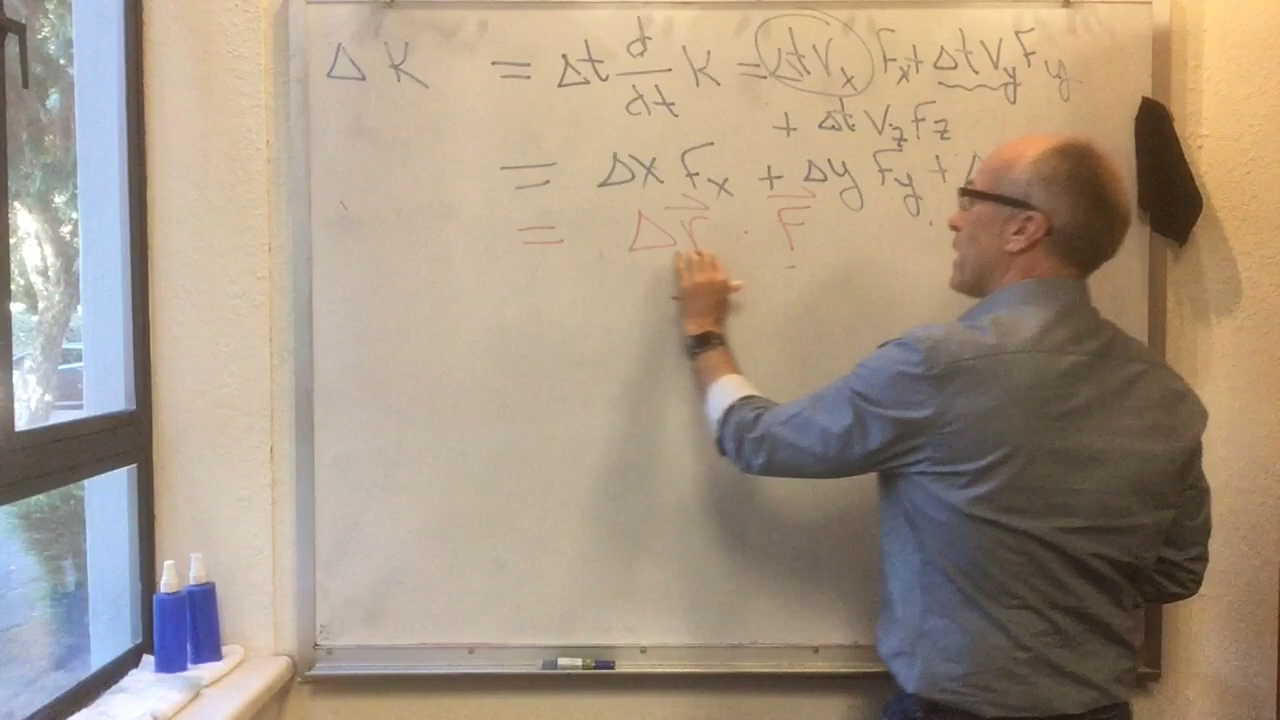 ΔK = Δt d/dt K = Δt Vx Fx + Δt Vy Fy
+ Δt Vz Fz
= Δx Fx + Δy Fy +
= Δr⃗ · F⃗